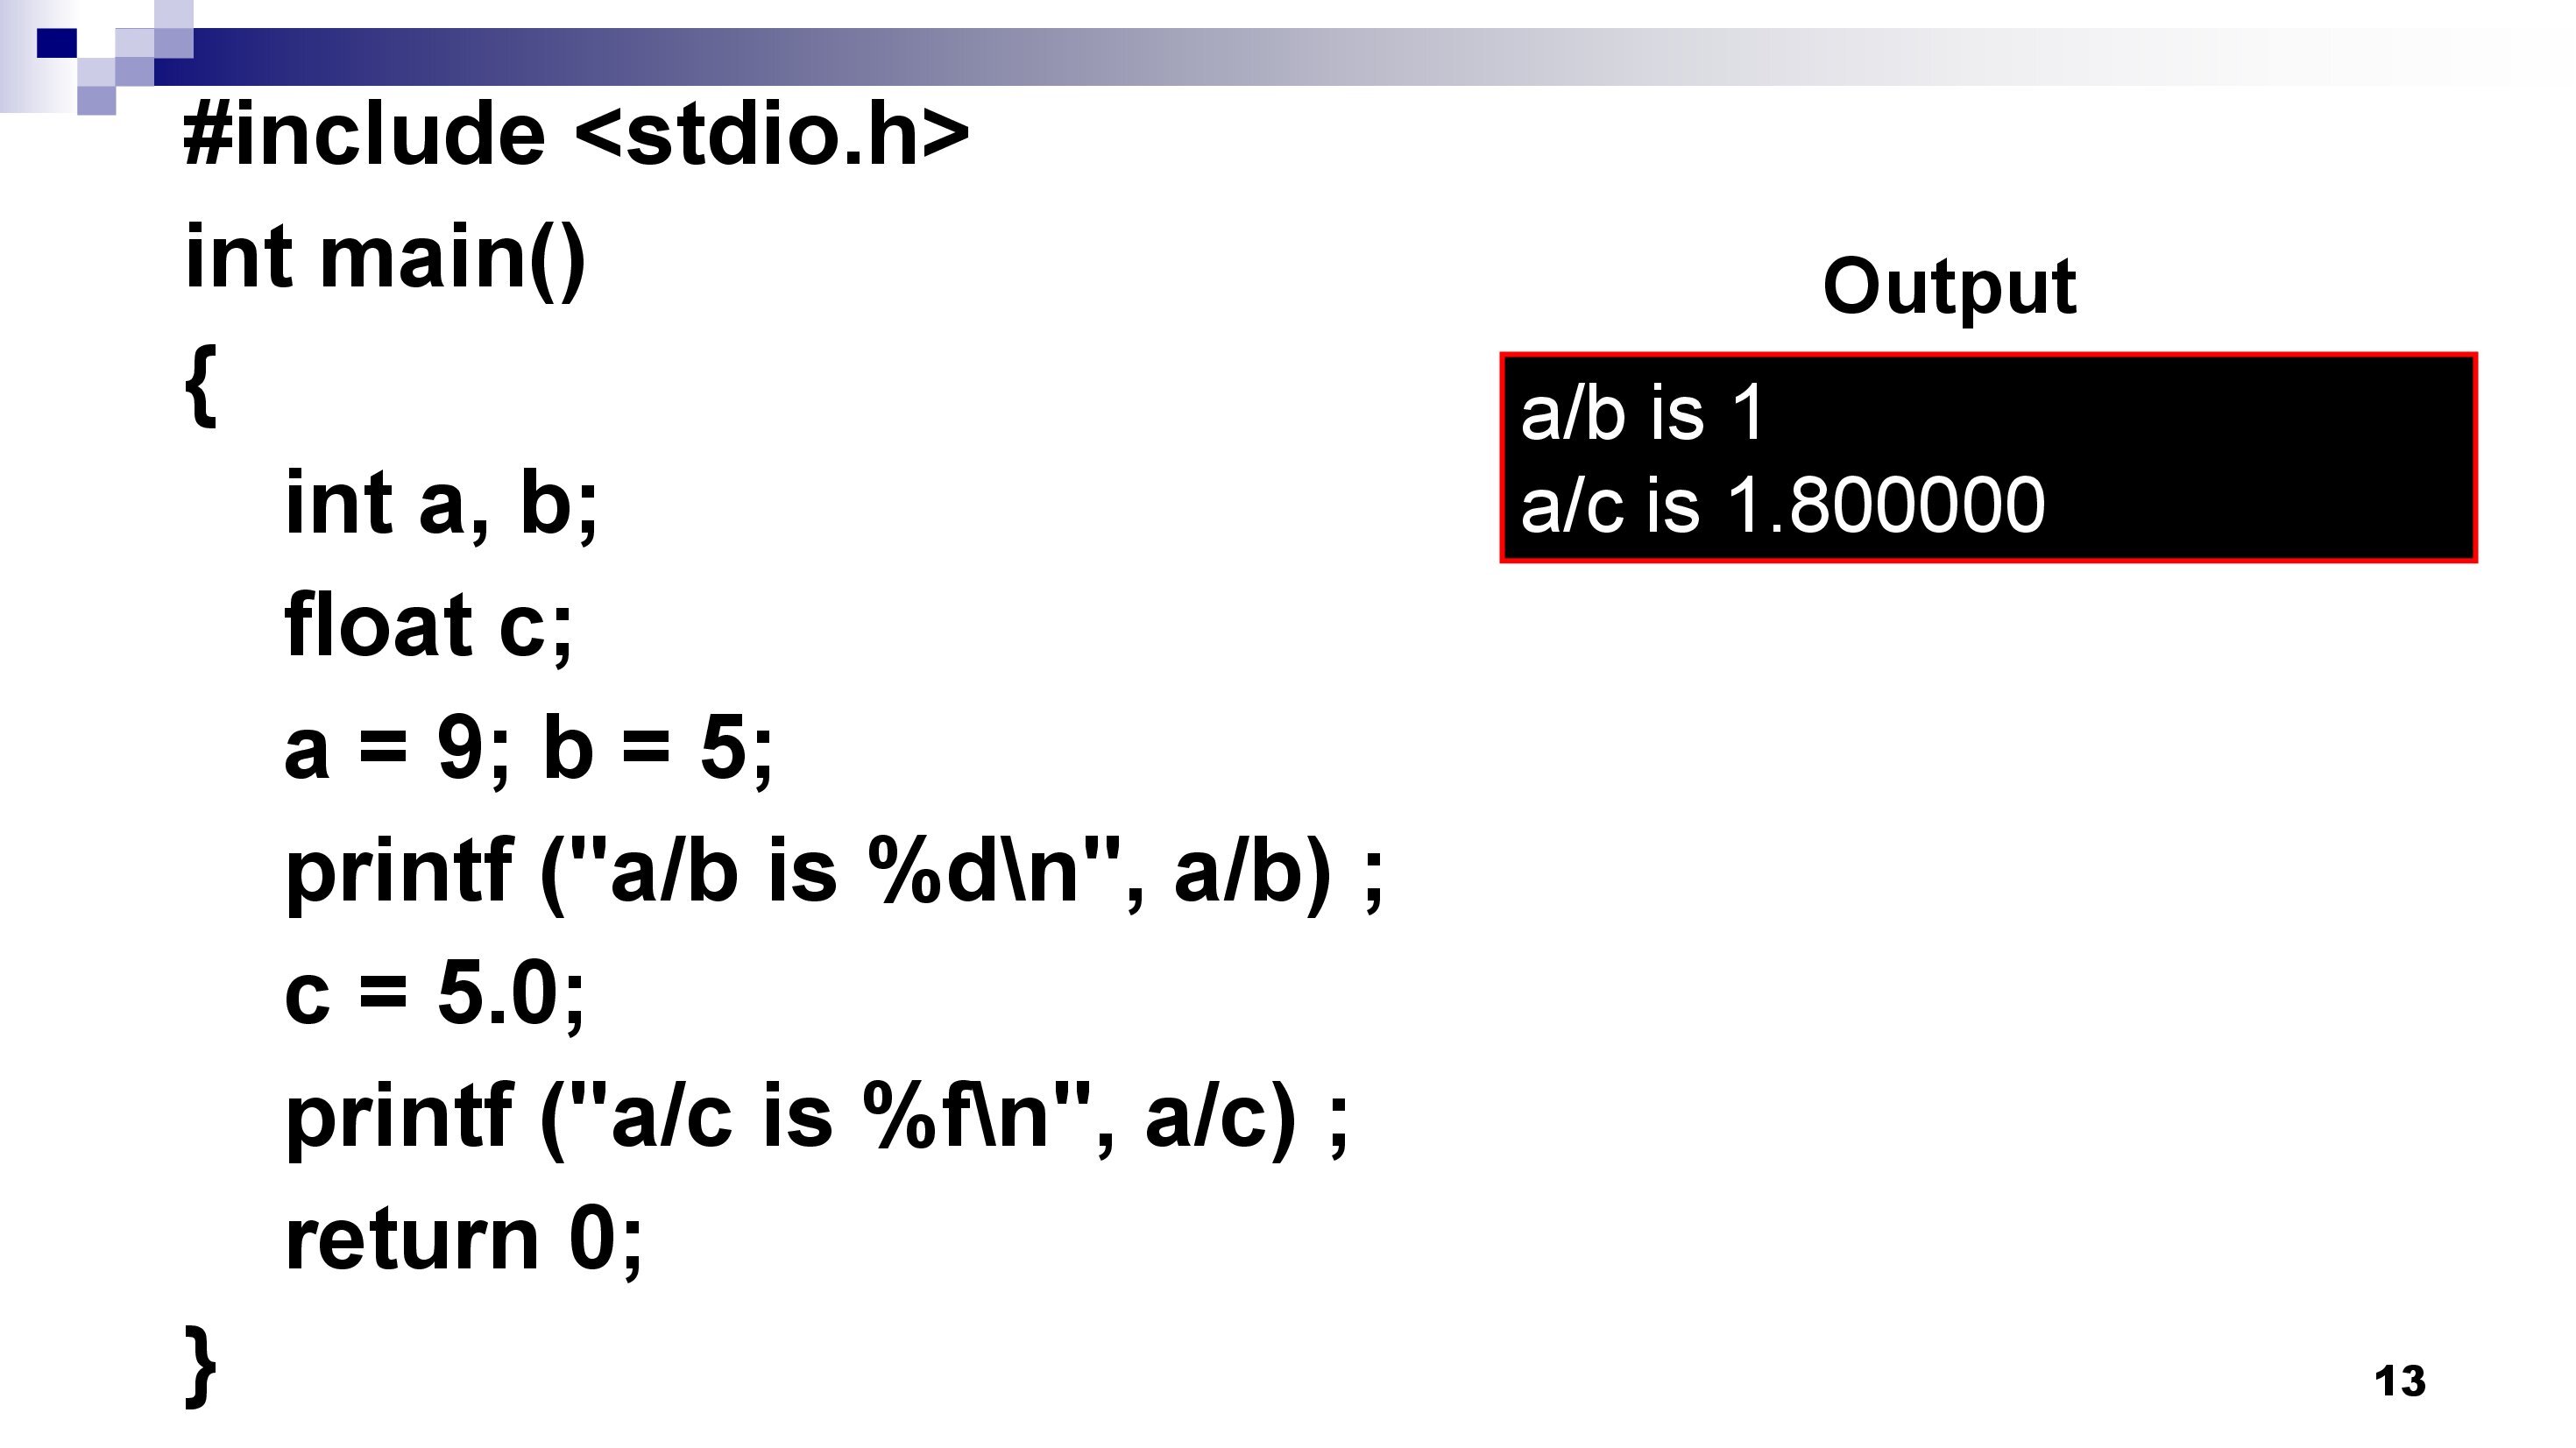 #include <stdio.h>
int main()
{
int a, b;
float c;
a = 9; b = 5;
printf ("a/b is %d\n", a/b) ;
c = 5.0;
printf ("a/c is %f\n", a/c) ;
return 0;
}
Output
a/b is 1
a/c is 1.800000
13